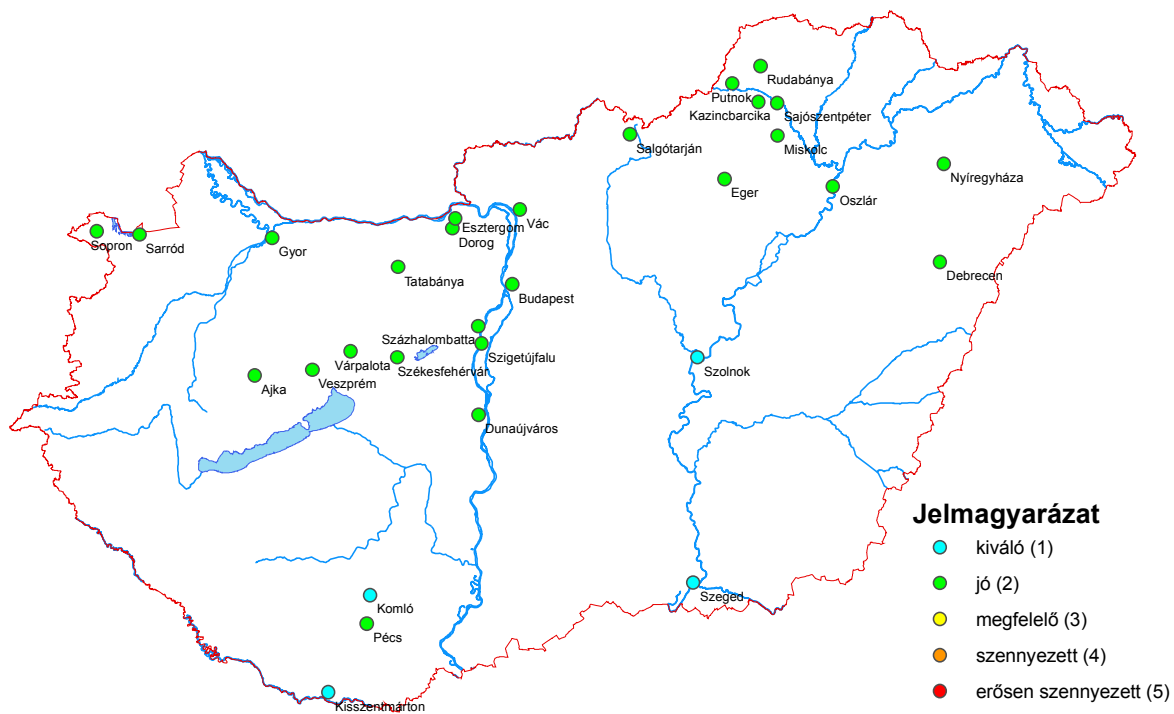 Rudabánya
Putnok
Kazincbarcika
Sajószentpéter
Salgótarján
Miskolc
Nyíregyháza
Eger
Oszlár
Vác
Esztergom
Dorog
Sopron
Sarród
Gyor
Debrecen
Tatabánya
Budapest
Százhalombatta
Szigetújfalu
Várpalota
Székesfehérvár
Szolnok
Veszprém
Ajka
Dunaújváros
Jelmagyarázat
kiváló (1)
jó (2)
megfelelő (3)
szennyezett (4)
erősen szennyezett (5)
Szeged
Komló
Pécs
Kisszentmárton